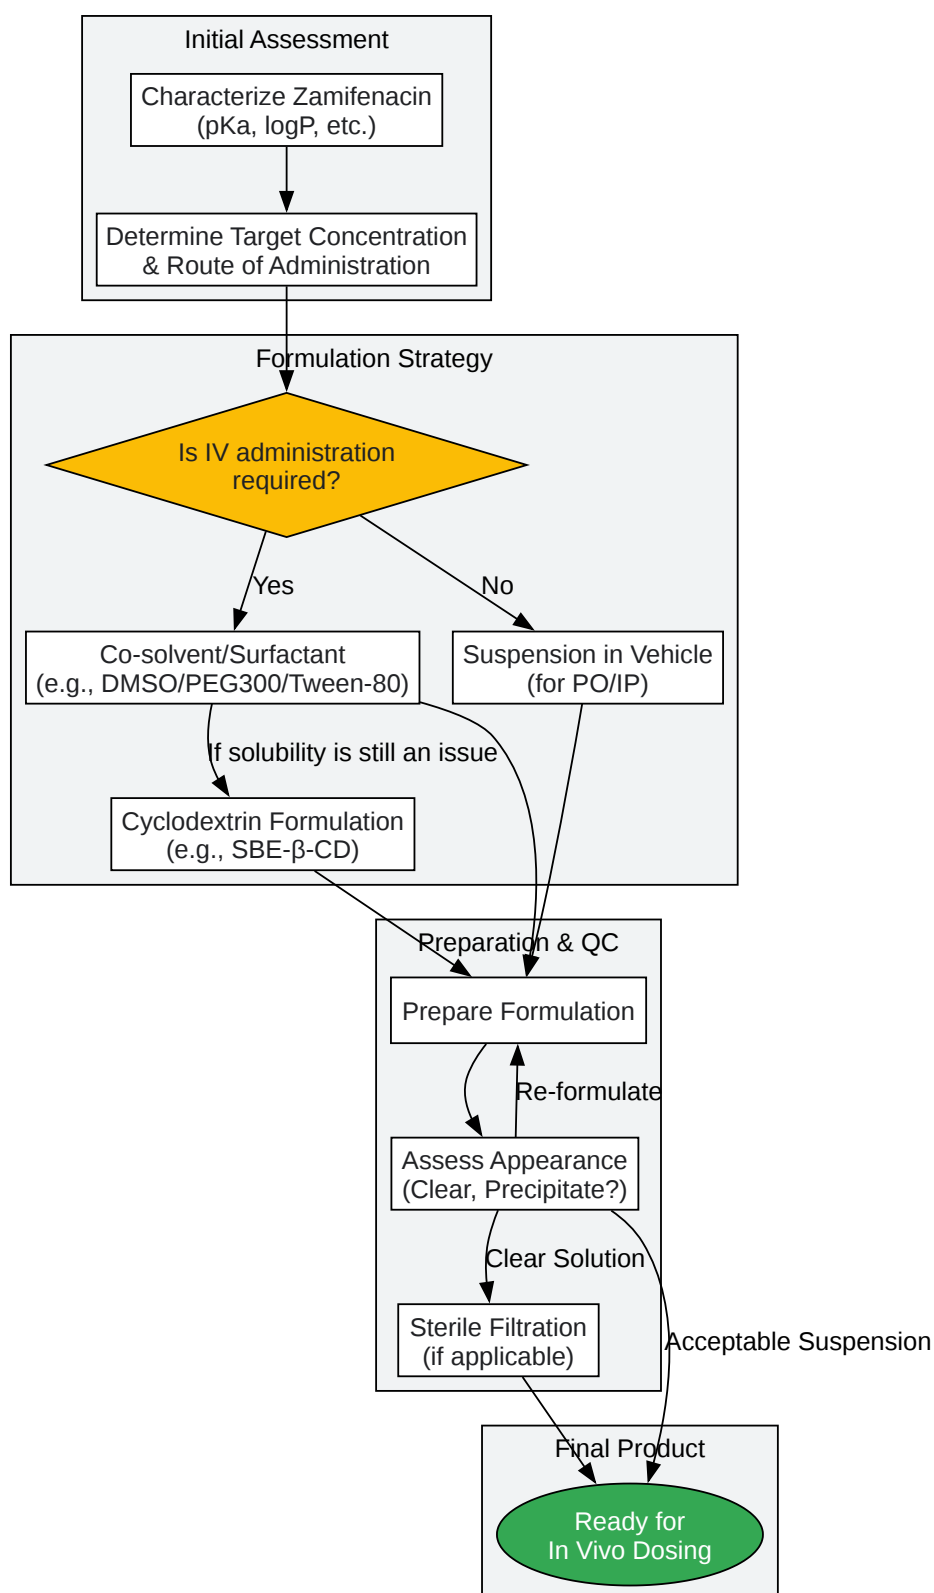 Initial Assessment
Characterize Zamifenacin
(pKa, logP, etc.)
Determine Target Concentration
& Route of Administration
Formulation Strategy
Is IV administration
required?
Yes
No
Co-solvent/Surfactant
(e.g., DMSO/PEG300/Tween-80)
Suspension in Vehicle
(for PO/IP)
If solubility is still an issue
Cyclodextrin Formulation
(e.g., SBE-β-CD)
Preparation & QC
Prepare Formulation
Re-formulate
Assess Appearance
(Clear, Precipitate?)
Clear Solution
Sterile Filtration
(if applicable)
Acceptable Suspension
Final Product
Ready for
In Vivo Dosing